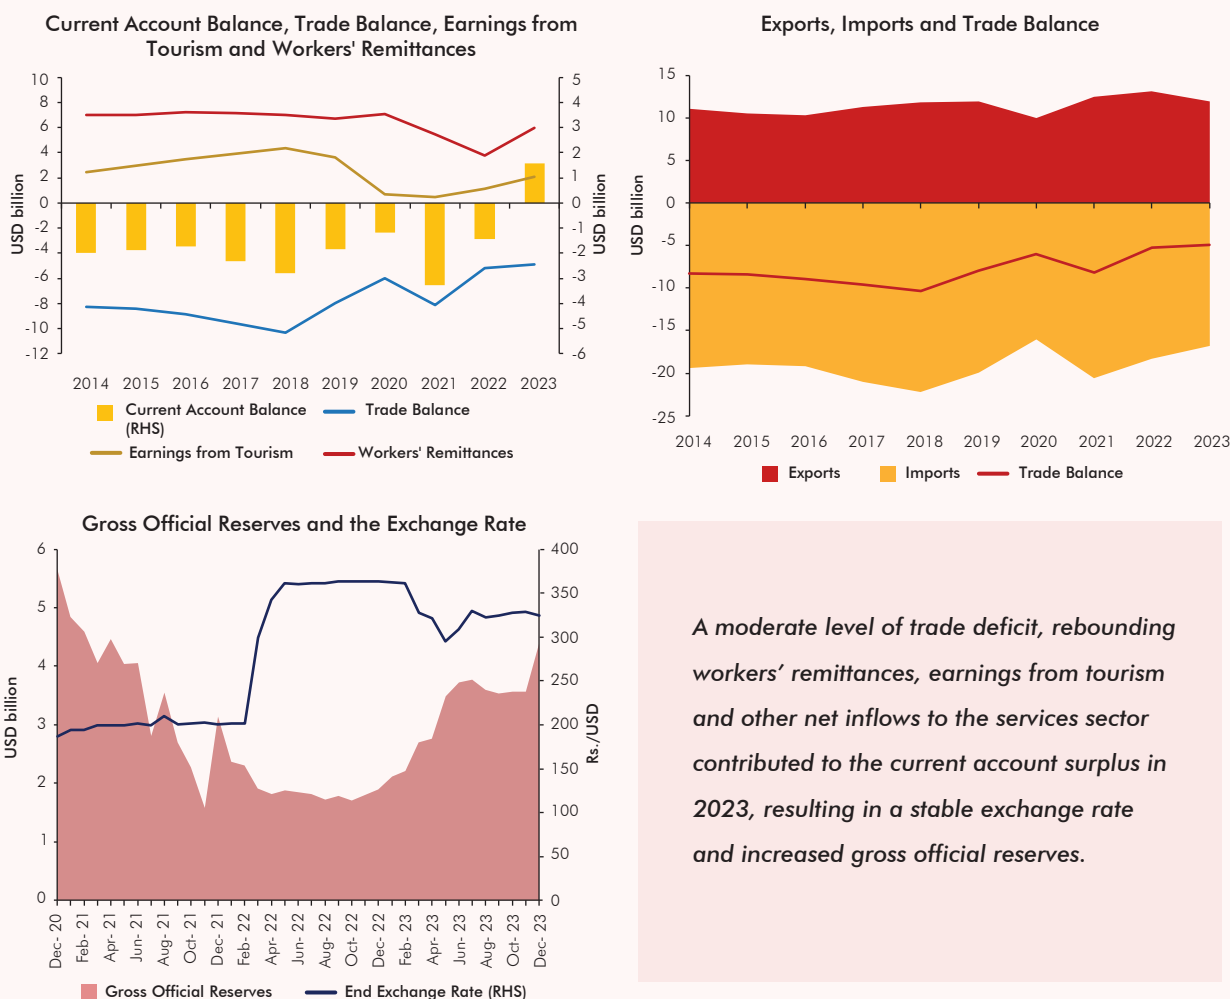 Current Account Balance, Trade Balance, Earnings from
Tourism and Workers' Remittances
USD billion
10
8
6
4
2
0
-2
-4
-6
-8
-10
-12
5
4
3
2
1
0
-1
-2
-3
-4
-5
-6
USD billion
2014 2015 2016 2017 2018 2019 2020 2021 2022 2023
Current Account Balance
(RHS)
Trade Balance
Earnings from Tourism
Workers' Remittances
Exports, Imports and Trade Balance
USD billion
15
10
5
0
-5
-10
-15
-20
-25
2014 2015 2016 2017 2018 2019 2020 2021 2022 2023
Exports
Imports
Trade Balance
Gross Official Reserves and the Exchange Rate
USD billion
6
5
4
3
2
1
0
400
350
300
250
200
150
100
50
0
Rs./USD
Dec- 20
Feb- 21
Apr- 21
Jun- 21
Aug- 21
Oct- 21
Dec- 21
Feb- 22
Apr- 22
Jun- 22
Aug- 22
Oct- 22
Dec- 22
Feb- 23
Apr- 23
Jun- 23
Aug- 23
Oct- 23
Dec- 23
Gross Official Reserves
End Exchange Rate (RHS)
A moderate level of trade deficit, rebounding
workers’ remittances, earnings from tourism
and other net inflows to the services sector
contributed to the current account surplus in
2023, resulting in a stable exchange rate
and increased gross official reserves.